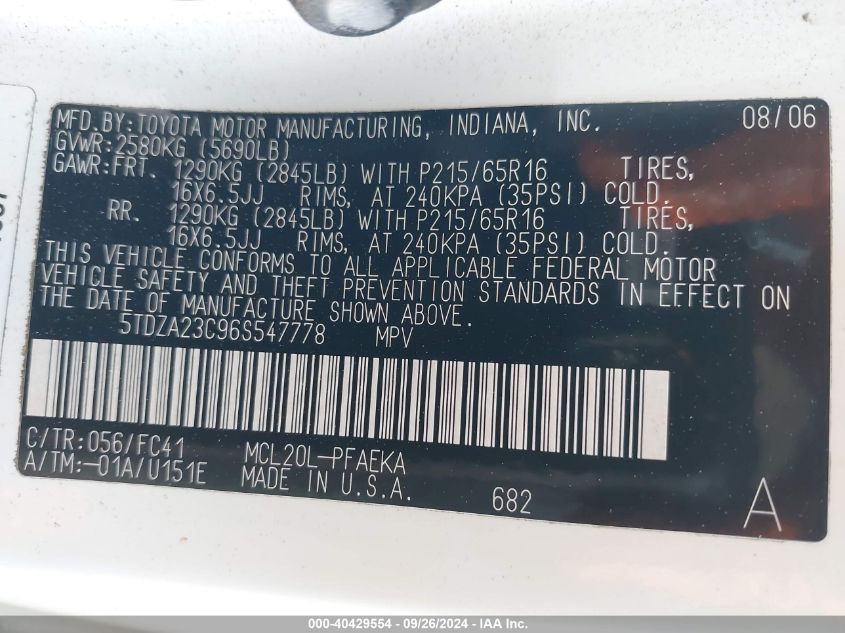 MFD.BY:TOYOTA MOTOR MANUFACTURING, INDIANA, INC. 08/06
GVWR:2580KG (5690LB)
GAWR:FRT. 1290KG (2845LB) WITH P215/65R16 TIRES,
16X6.5JJ RIMS, AT 240KPA (35PSI) COLD.
RR. 1290KG (2845LB) WITH P215/65R16 TIRES,
16X6.5JJ RIMS, AT 240KPA (35PSI) COLD.
THIS VEHICLE CONFORMS TO ALL APPLICABLE FEDERAL MOTOR
VEHICLE SAFETY AND THEFT PREVENTION STANDARDS IN EFFECT ON
THE DATE OF MANUFACTURE SHOWN ABOVE.
5TDZA23C96S547778 MPV
C/TR:056/FC41 MCL20L-PFAEKA
A/TM:-01A/U151E MADE IN U.S.A. 682 A
000-40429554 - 09/26/2024 - IAA Inc.